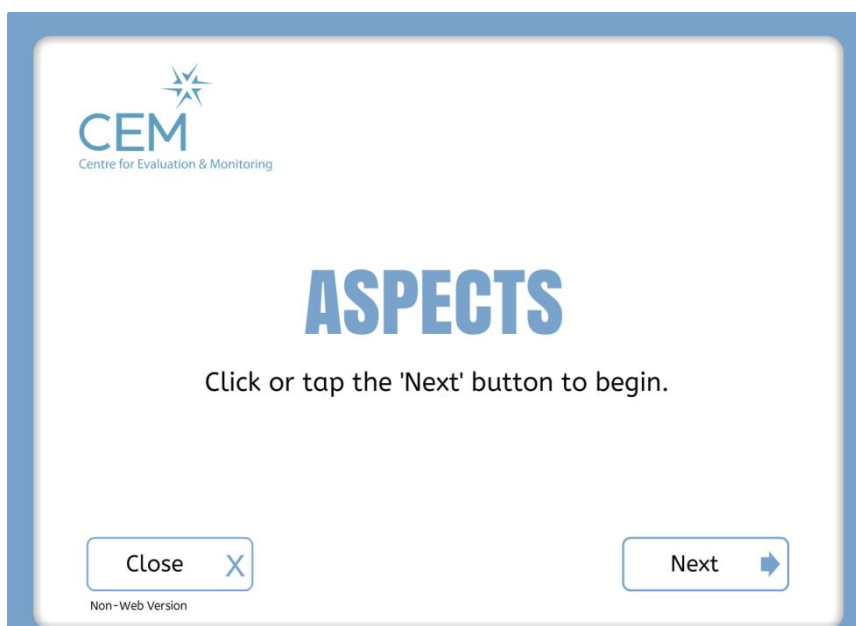 CEM
Centre for Evaluation & Monitoring
ASPECTS
Click or tap the 'Next' button to begin.
Close X
Next
Non-Web Version